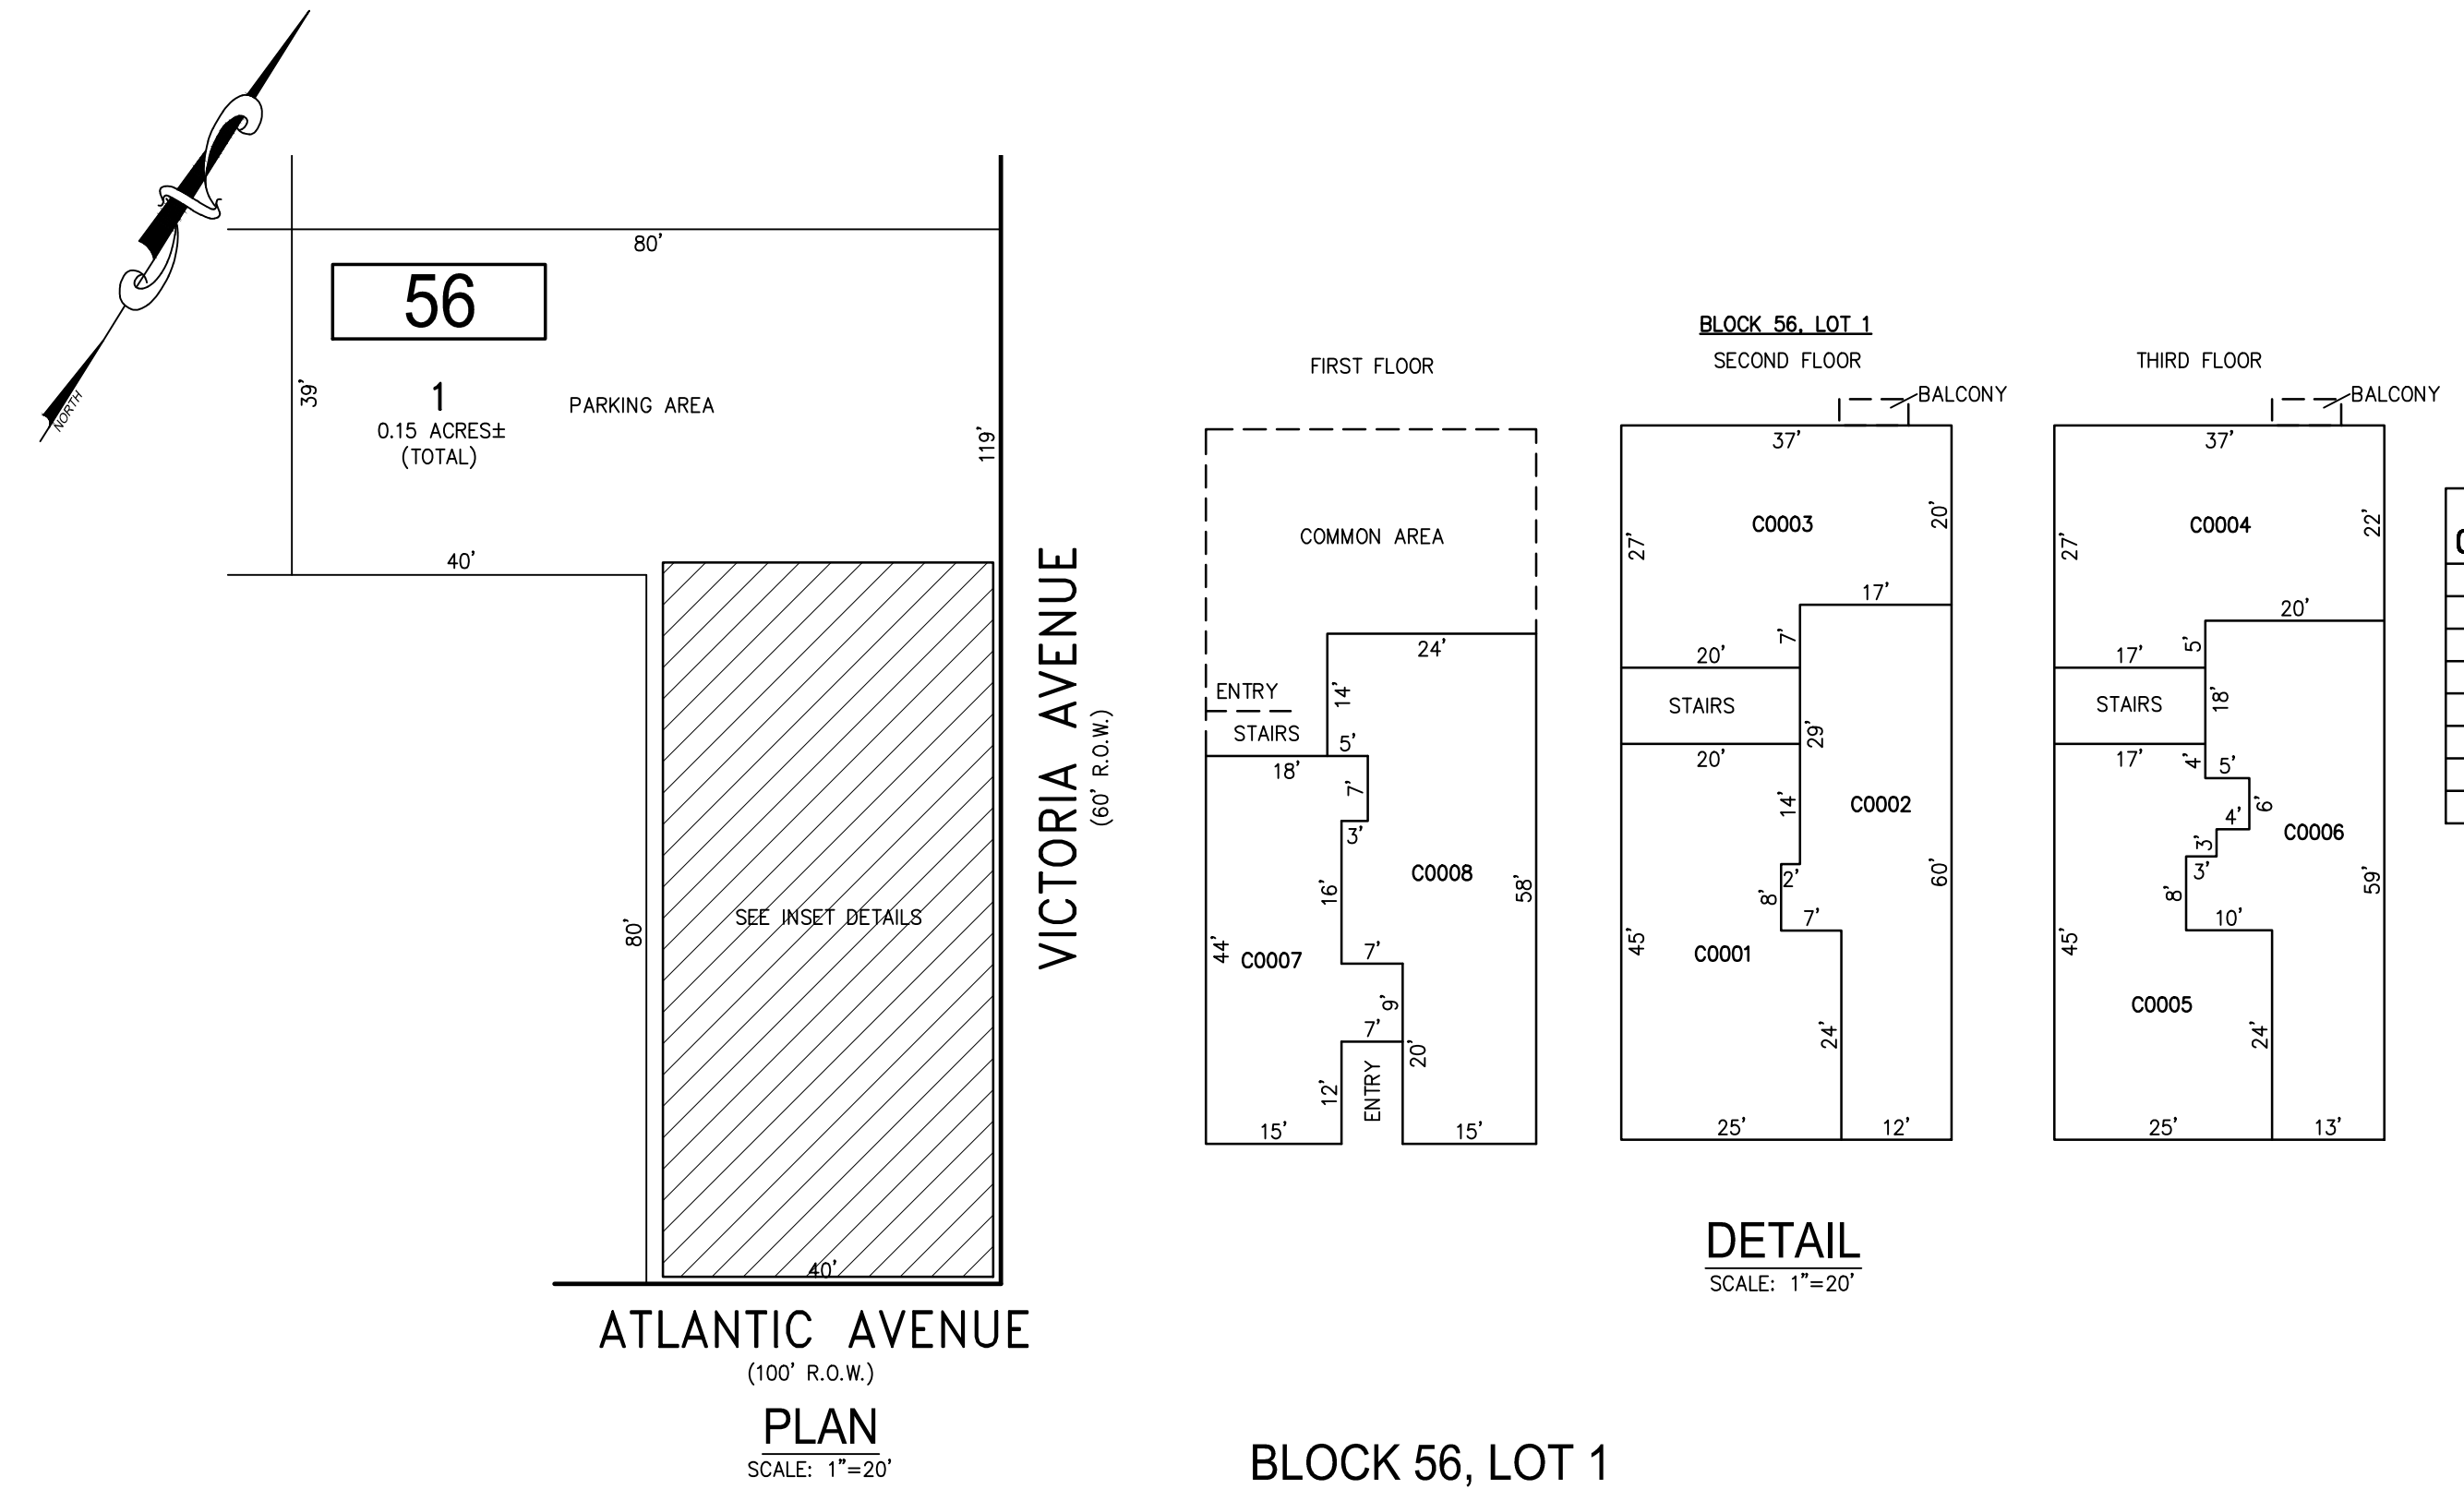 NORTH
80’
56
39’
1
0.15 ACRES±
(TOTAL)
PARKING AREA
119’
40’
80’
SEE INSET DETAILS
40’
VICTORIA AVENUE
(60’ R.O.W.)
ATLANTIC AVENUE
(100’ R.O.W.)
PLAN
SCALE: 1”=20’
FIRST FLOOR
COMMON AREA
24’
ENTRY
14’
STAIRS
5’
18’
7’
3’
C0008
16’
58’
44’
C0007
7’
9’
7’
20’
12’
ENTRY
15’
15’
BLOCK 56, LOT 1
SECOND FLOOR
BALCONY
37’
C0003
20’
27’
17’
7’
20’
STAIRS
29’
20’
14’
C0002
2’
8’
60’
7’
C0001
45’
24’
25’
12’
THIRD FLOOR
BALCONY
37’
C0004
22’
27’
20’
5’
17’
STAIRS
18’
17’
4’
5’
6’
4’
C0006
3’
3’
8’
59’
10’
45’
C0005
24’
25’
13’
DETAIL
SCALE: 1”=20’
BLOCK 56, LOT 1